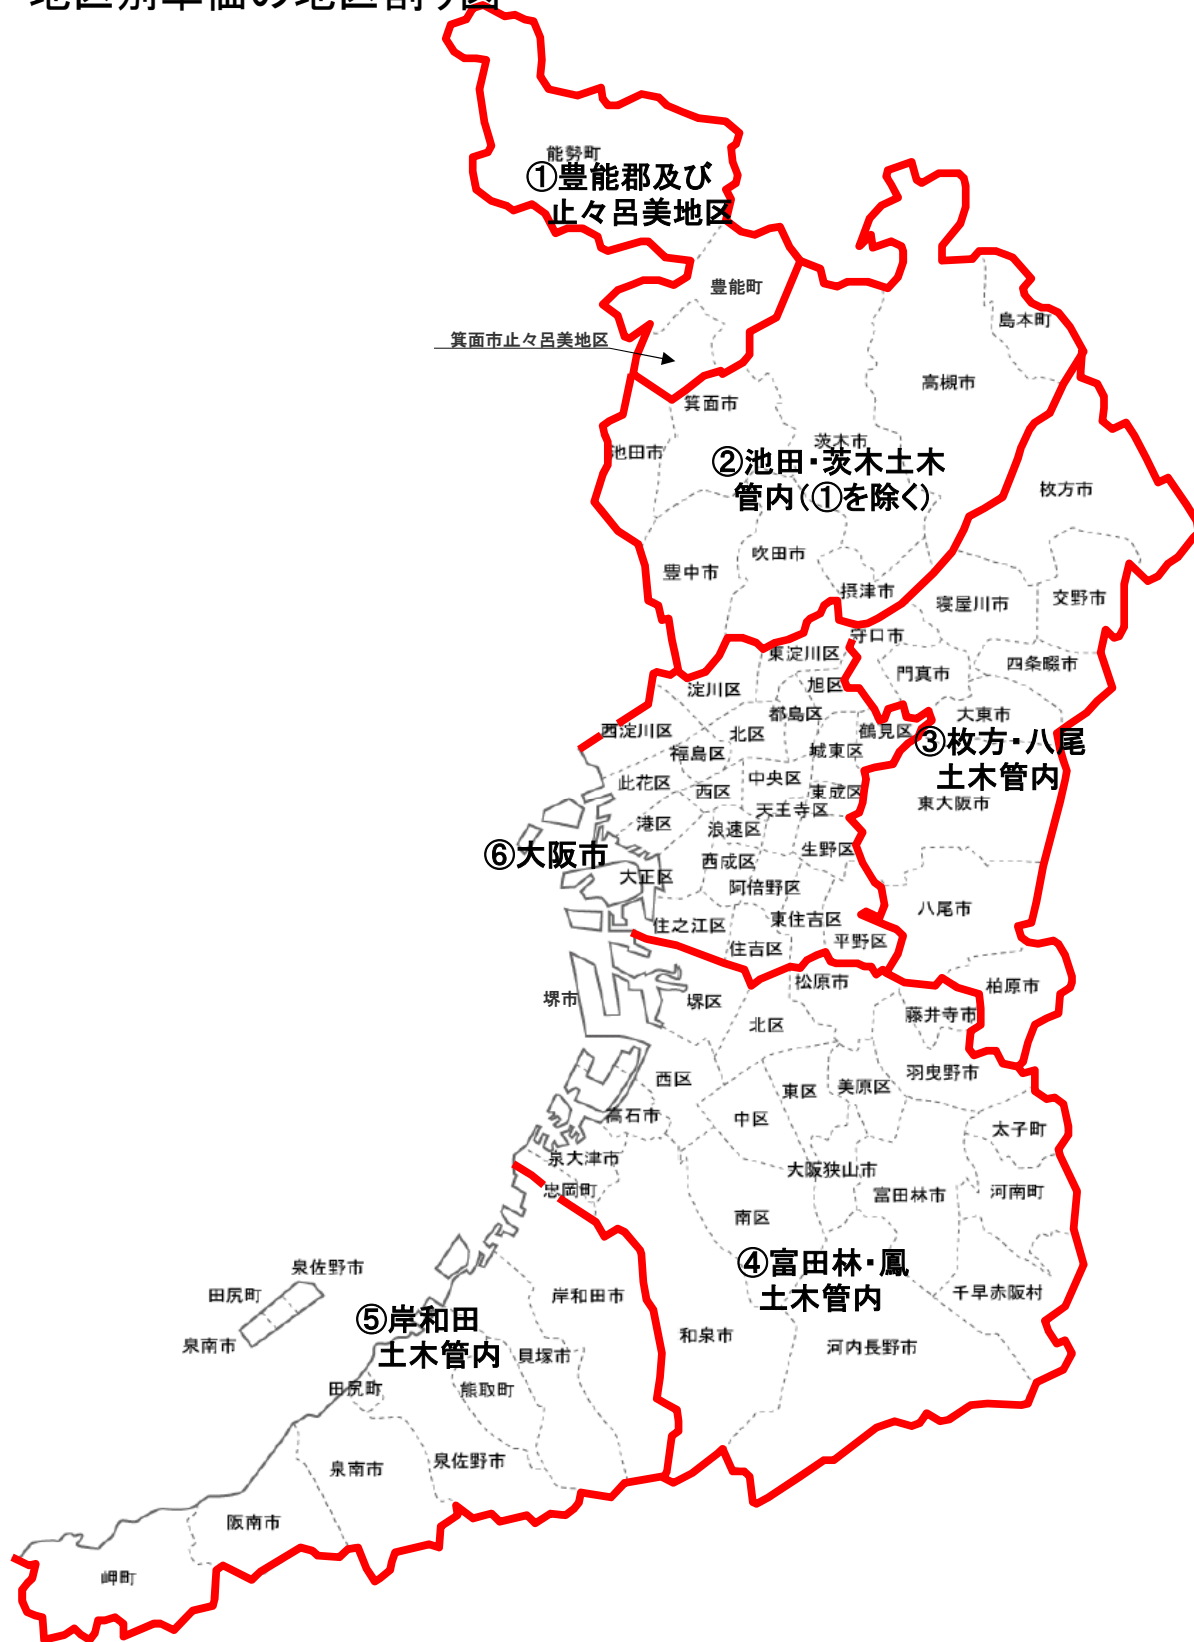 地区別単価の地区割り図
能勢町
①豊能郡及び
止々呂美地区
豊能町
島本町
箕面市止々呂美地区
高槻市
箕面市
茨木市
池田市
②池田・茨木土木
管内(①を除く)
枚方市
吹田市
豊中市
摂津市
寝屋川市
交野市
守口市
東淀川区
四条畷市
門真市
淀川区
旭区
都島区
大東市
西淀川区
北区
鶴見区
③枚方・八尾
土木管内
福島区
城東区
此花区
中央区
西区
東成区
東大阪市
天王寺区
港区
浪速区
生野区
⑥大阪市
西成区
大正区
阿倍野区
八尾市
東住吉区
住之江区
平野区
住吉区
松原市
柏原市
堺市
堺区
藤井寺市
北区
羽曳野市
西区
東区
美原区
高石市
中区
太子町
泉大津市
大阪狭山市
忠岡町
富田林市
河南町
南区
④富田林・鳳
土木管内
泉佐野市
田尻町
岸和田市
千早赤阪村
⑤岸和田
土木管内
泉南市
和泉市
河内長野市
貝塚市
田尻町
熊取町
泉佐野市
泉南市
阪南市
岬町